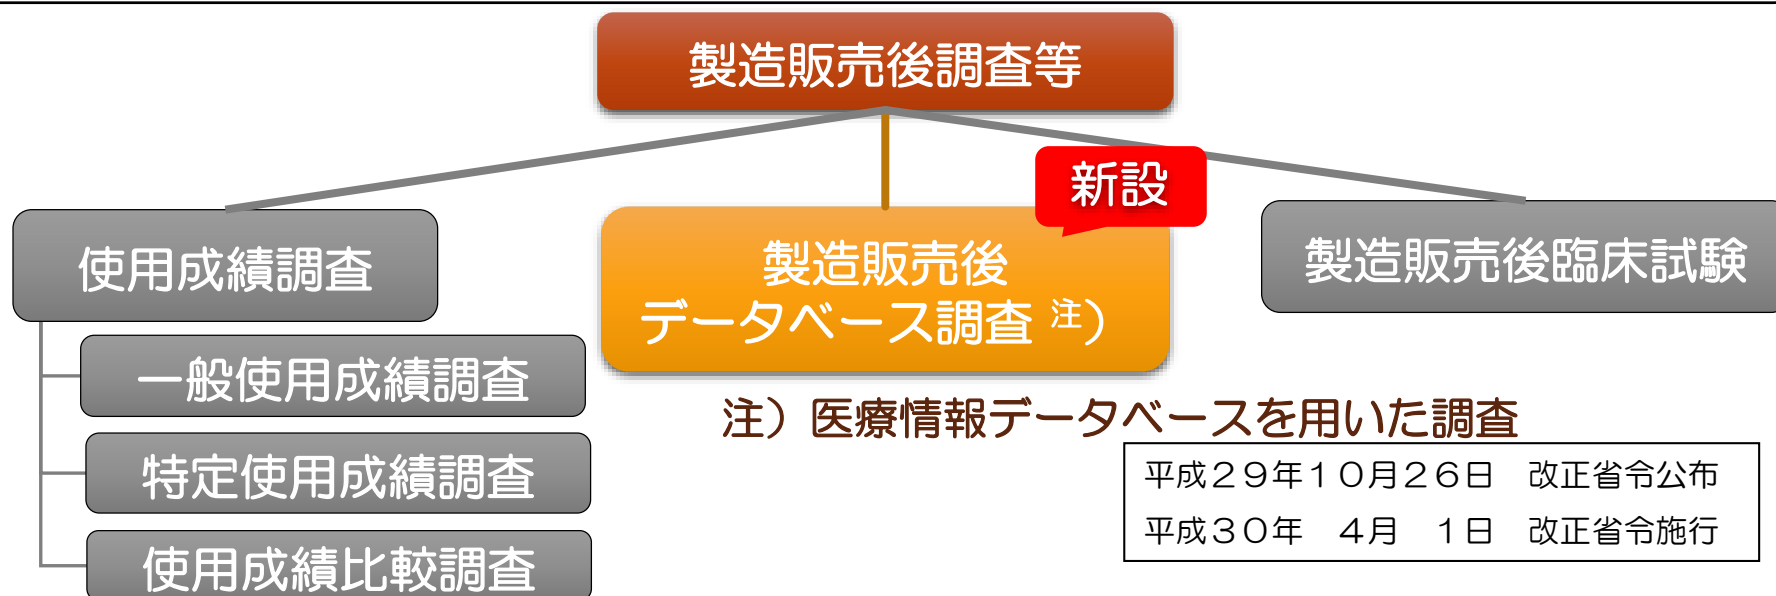 製造販売後調査等
新設
使用成績調査
製造販売後
データベース調査 注）
製造販売後臨床試験
一般使用成績調査
特定使用成績調査
使用成績比較調査
注）医療情報データベースを用いた調査
平成２９年１０月２６日　改正省令公布
平成３０年　４月　１日　改正省令施行